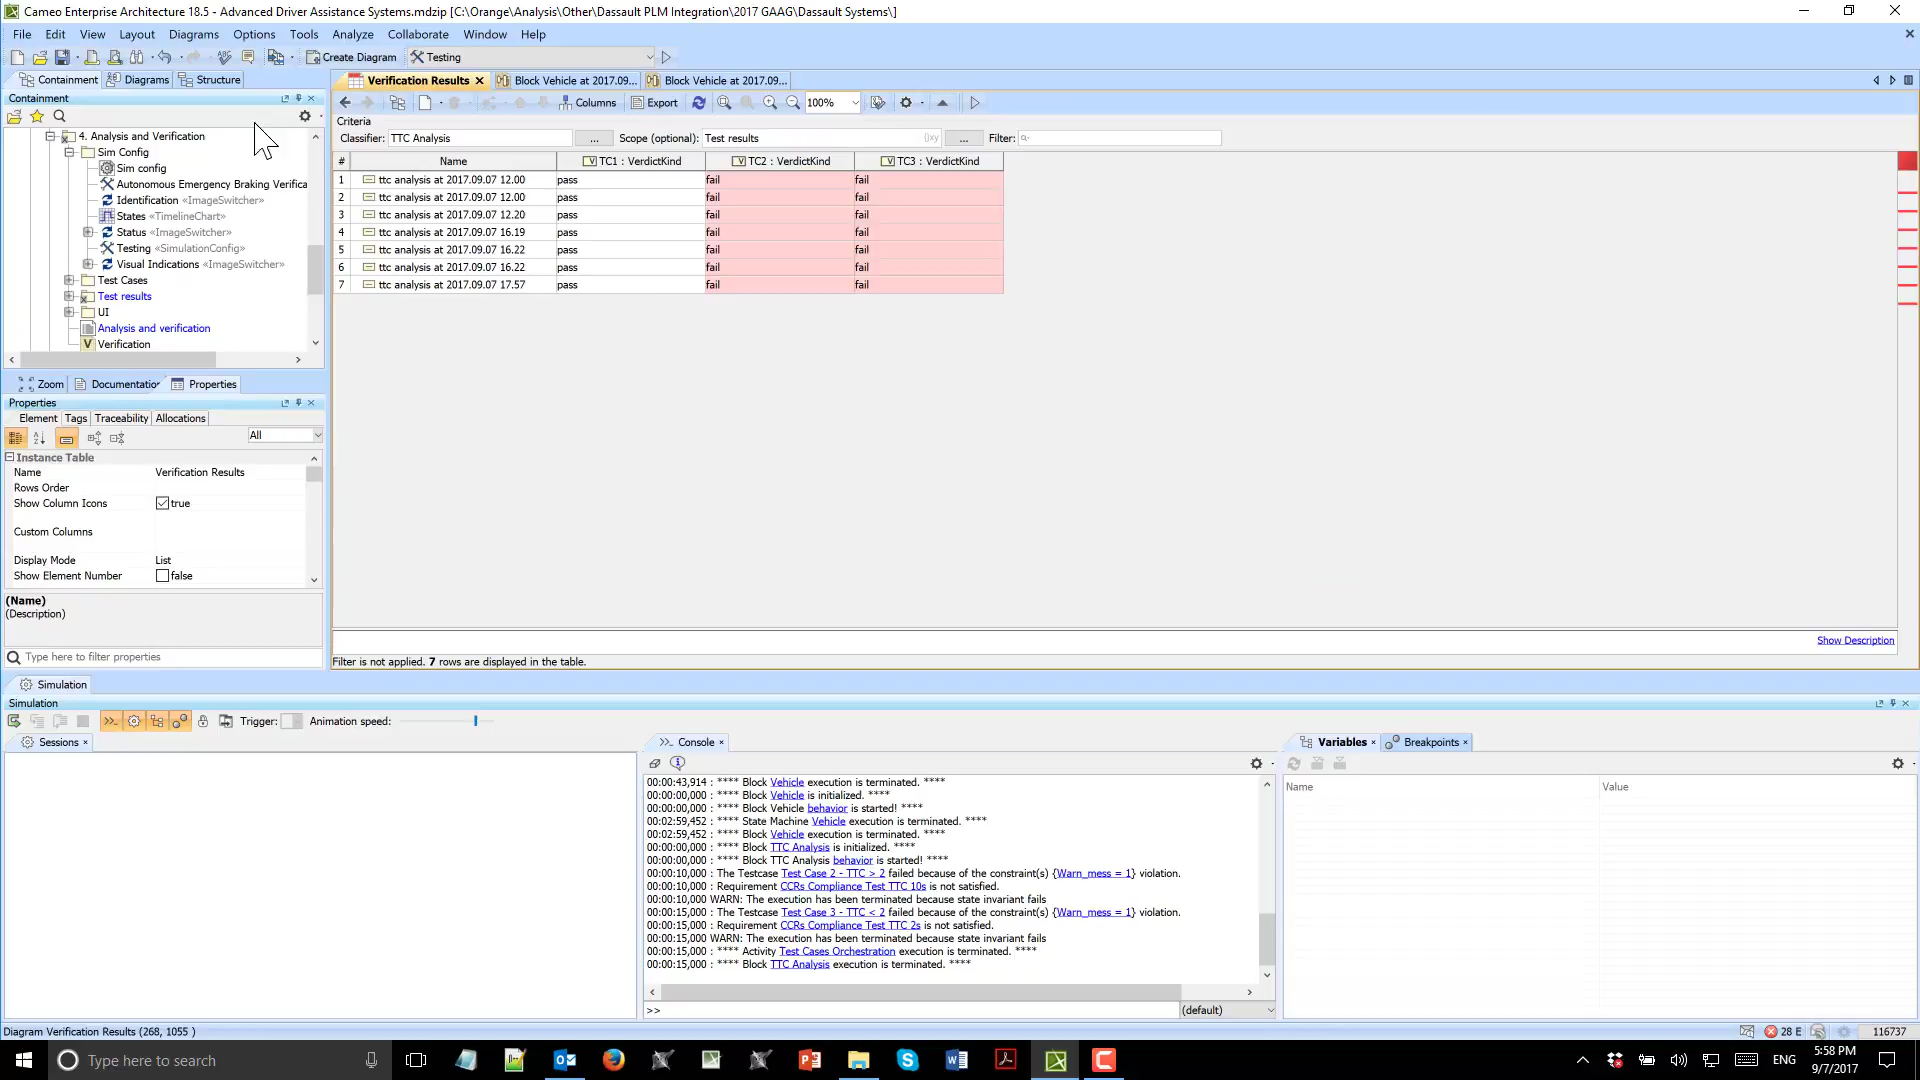 Cameo Enterprise Architecture 18.5 - Advanced Driver Assistance Systems.mdzip [C:\Orange\Analysis\Other\Dassault PLM Integration\2017 GAAG\Dassault Systems\]
File Edit View Layout Diagrams Options Tools Analyze Collaborate Window Help
Create Diagram Testing
Containment Diagrams Structure
Verification Results Block Vehicle at 2017.09... Block Vehicle at 2017.09...
Containment
Columns Export 100%
Criteria
Classifier: TTC Analysis ... Scope (optional): Test results ... Filter:
4. Analysis and Verification
Sim Config
Sim config
Autonomous Emergency Braking Verifica
Identification «ImageSwitcher»
States «TimelineChart»
Status «ImageSwitcher»
Testing «SimulationConfig»
Visual Indications «ImageSwitcher»
Test Cases
Test results
UI
Analysis and verification
Verification
# Name TC1 : VerdictKind TC2 : VerdictKind TC3 : VerdictKind
1 ttc analysis at 2017.09.07 12.00 pass fail fail
2 ttc analysis at 2017.09.07 12.00 pass fail fail
3 ttc analysis at 2017.09.07 12.20 pass fail fail
4 ttc analysis at 2017.09.07 16.19 pass fail fail
5 ttc analysis at 2017.09.07 16.22 pass fail fail
6 ttc analysis at 2017.09.07 16.22 pass fail fail
7 ttc analysis at 2017.09.07 17.57 pass fail fail
Zoom Documentatio Properties
Properties
Element Tags Traceability Allocations
All
Instance Table
Name Verification Results
Rows Order
Show Column Icons true
Custom Columns
Display Mode List
Show Element Number false
(Name)
(Description)
Type here to filter properties
Show Description
Filter is not applied. 7 rows are displayed in the table.
Simulation
Simulation
Trigger: Animation speed:
Sessions Console Variables Breakpoints
Name Value
00:00:43,914 : **** Block Vehicle execution is terminated. ****
00:00:00,000 : **** Block Vehicle is initialized. ****
00:00:00,000 : **** Block Vehicle behavior is started! ****
00:02:59,452 : **** State Machine Vehicle execution is terminated. ****
00:02:59,452 : **** Block Vehicle execution is terminated. ****
00:00:00,000 : **** Block TTC Analysis is initialized. ****
00:00:00,000 : **** Block TTC Analysis behavior is started! ****
00:00:10,000 : The Testcase Test Case 2 - TTC > 2 failed because of the constraint(s) {Warn_mess = 1} violation.
00:00:10,000 : Requirement CCRs Compliance Test TTC 10s is not satisfied.
00:00:10,000 WARN: The execution has been terminated because state invariant fails
00:00:15,000 : The Testcase Test Case 3 - TTC < 2 failed because of the constraint(s) {Warn_mess = 1} violation.
00:00:15,000 : Requirement CCRs Compliance Test TTC 2s is not satisfied.
00:00:15,000 WARN: The execution has been terminated because state invariant fails
00:00:15,000 : **** Activity Test Cases Orchestration execution is terminated. ****
00:00:15,000 : **** Block TTC Analysis execution is terminated. ****
>> (default)
Diagram Verification Results (268, 1055 ) 28 E 116737
Type here to search ENG 5:58 PM
9/7/2017